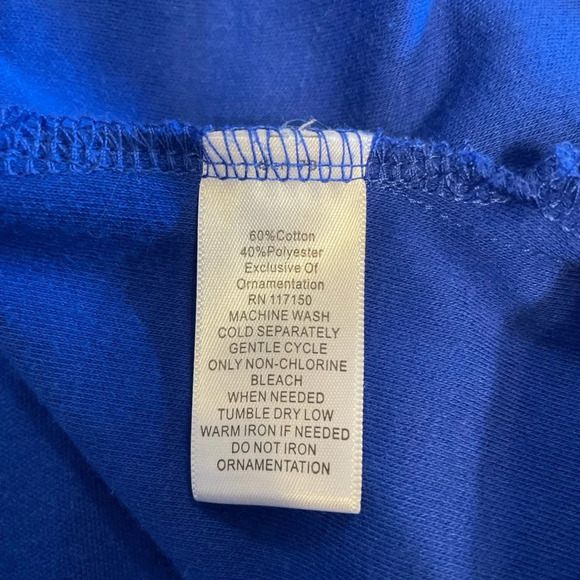 60%Cotton
40%Polyester
Exclusive Of
Ornamentation
RN 117150
MACHINE WASH
COLD SEPARATELY
GENTLE CYCLE
ONLY NON-CHLORINE
BLEACH
WHEN NEEDED
TUMBLE DRY LOW
WARM IRON IF NEEDED
DO NOT IRON
ORNAMENTATION